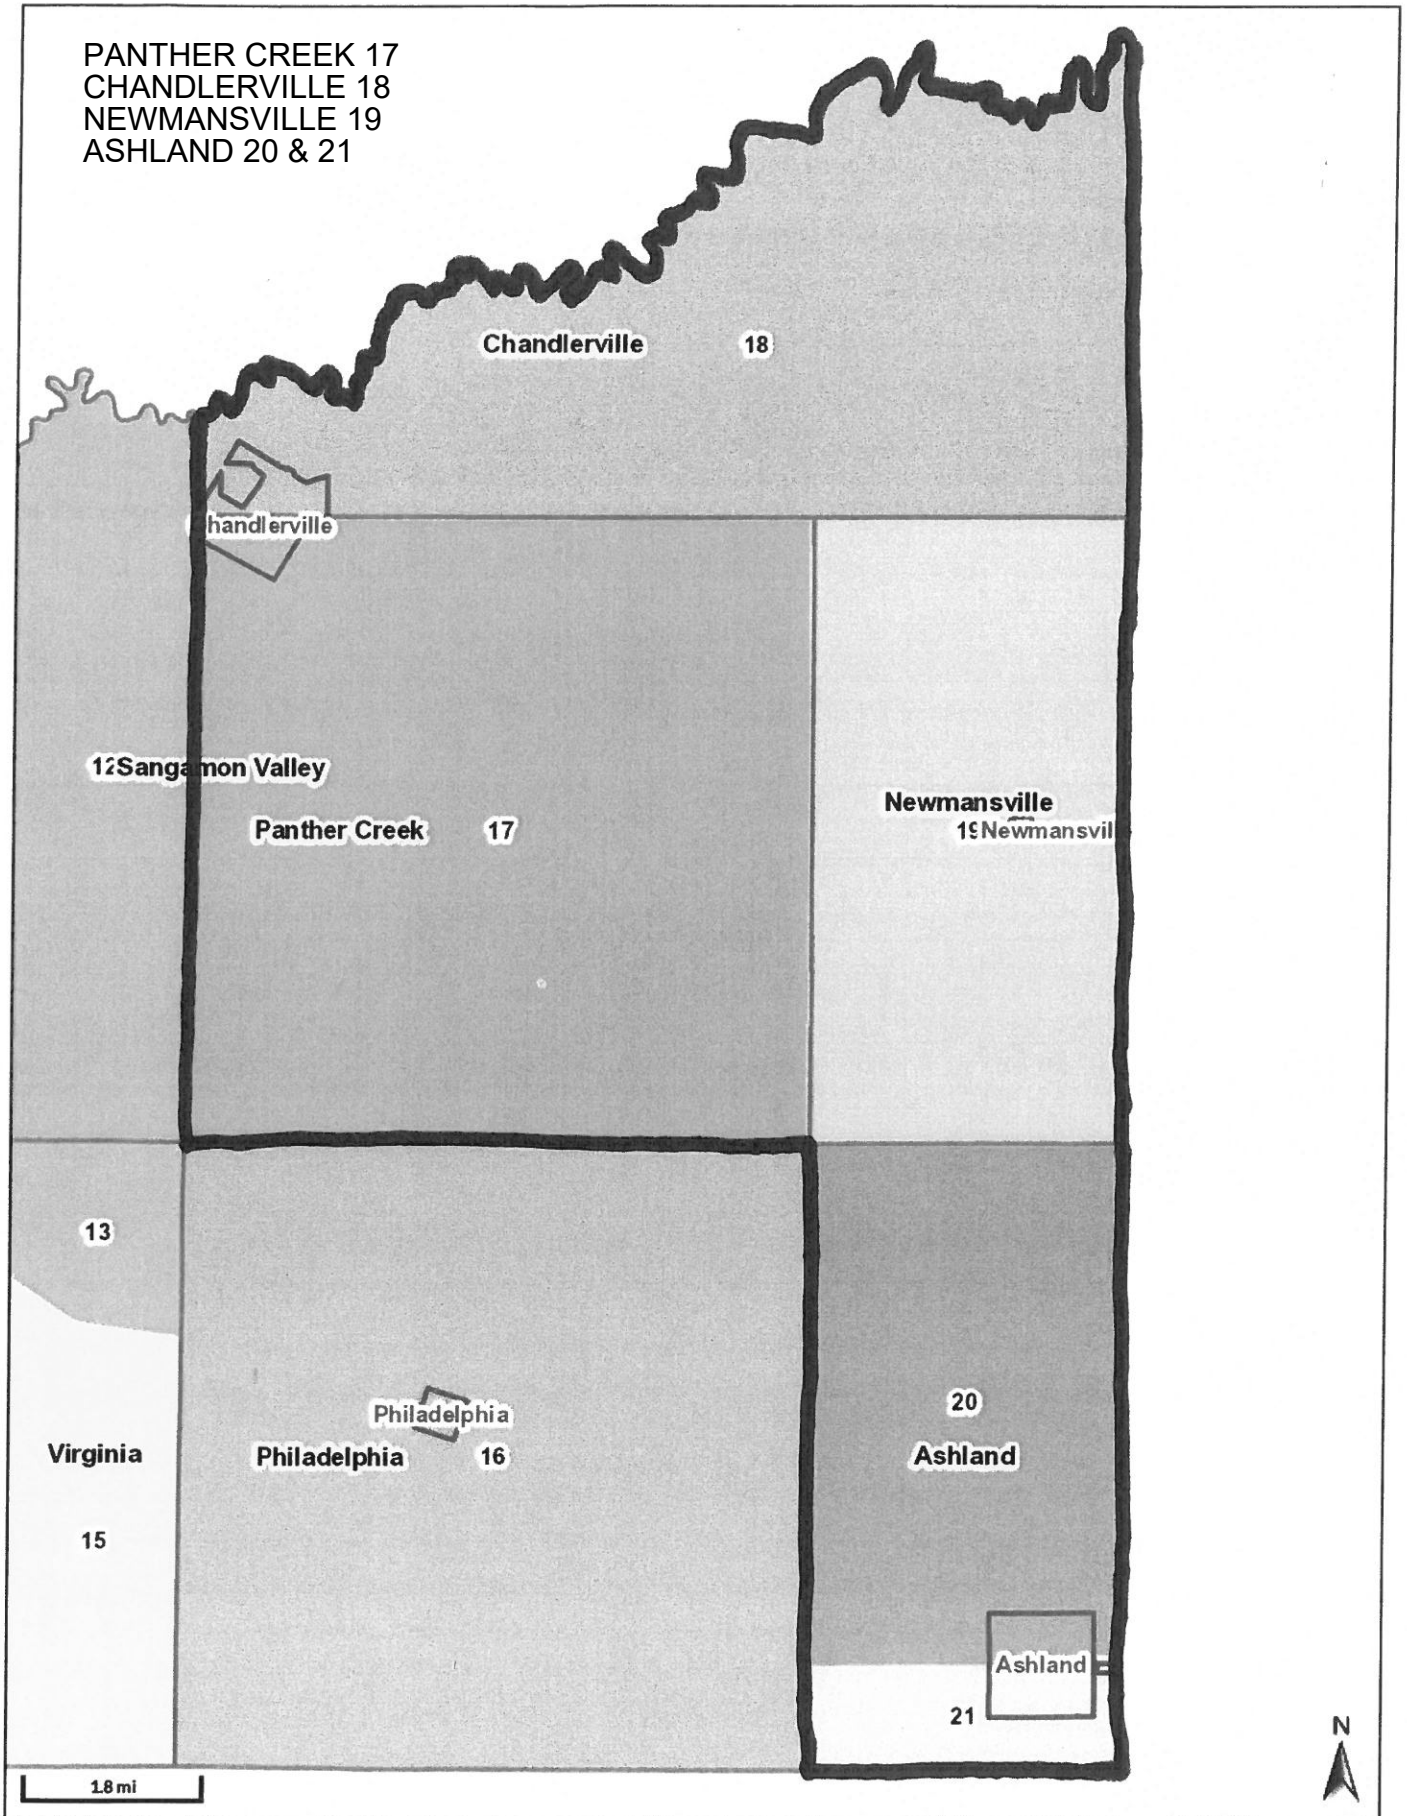 PANTHER CREEK 17
CHANDLERVILLE 18
NEWMANSVILLE 19
ASHLAND 20 & 21
Chandlerville 18
handlerville
12Sangamon Valley
Newmansville
Panther Creek 17
19Newmansvil
13
20
Philadelphia
Virginia
Philadelphia 16
Ashland
15
Ashland
21
N
1.8 mi